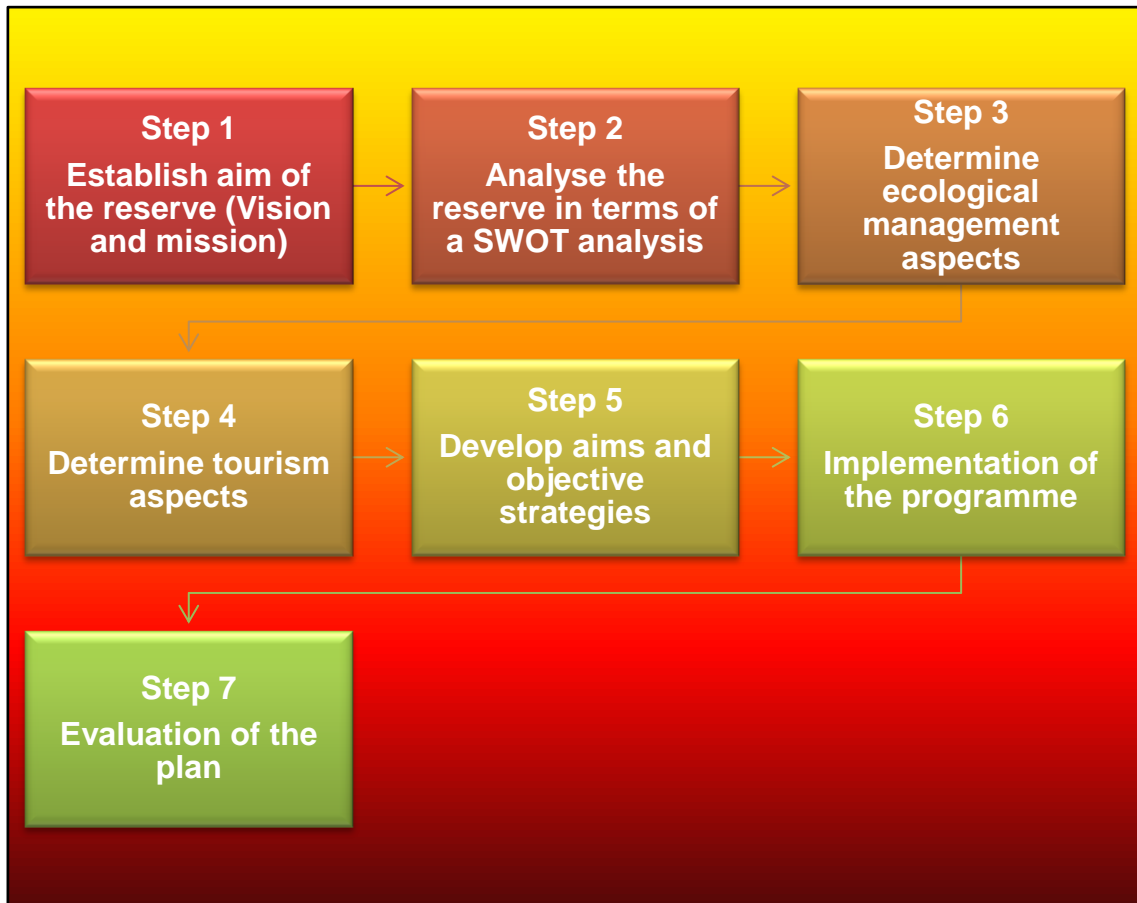 Step 1
Establish aim of
the reserve (Vision
and mission)
Step 2
Analyse the
reserve in terms of
a SWOT analysis
Step 3
Determine
ecological
management
aspects
Step 4
Determine tourism
aspects
Step 5
Develop aims and
objective
strategies
Step 6
Implementation of
the programme
Step 7
Evaluation of the
plan